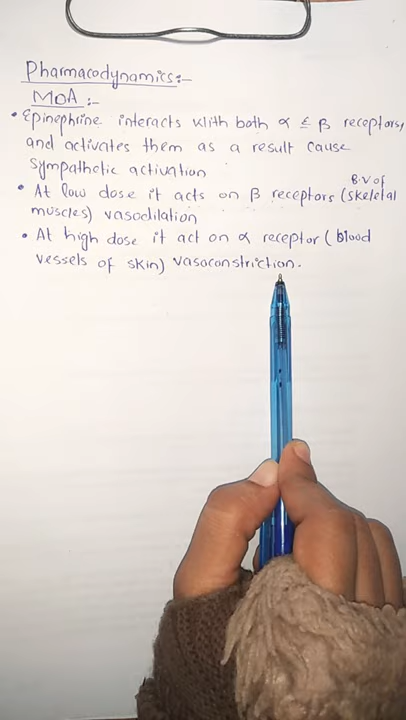 Pharmacodynamics:-
MOA :-
• Epinephrine interacts with both α & β receptors,
and activates them as a result cause
sympathetic activation
B.V of
• At low dose it acts on β receptors (skeletal
muscles) vasodilation
• At high dose it act on α receptor (blood
vessels of skin) vasoconstriction.